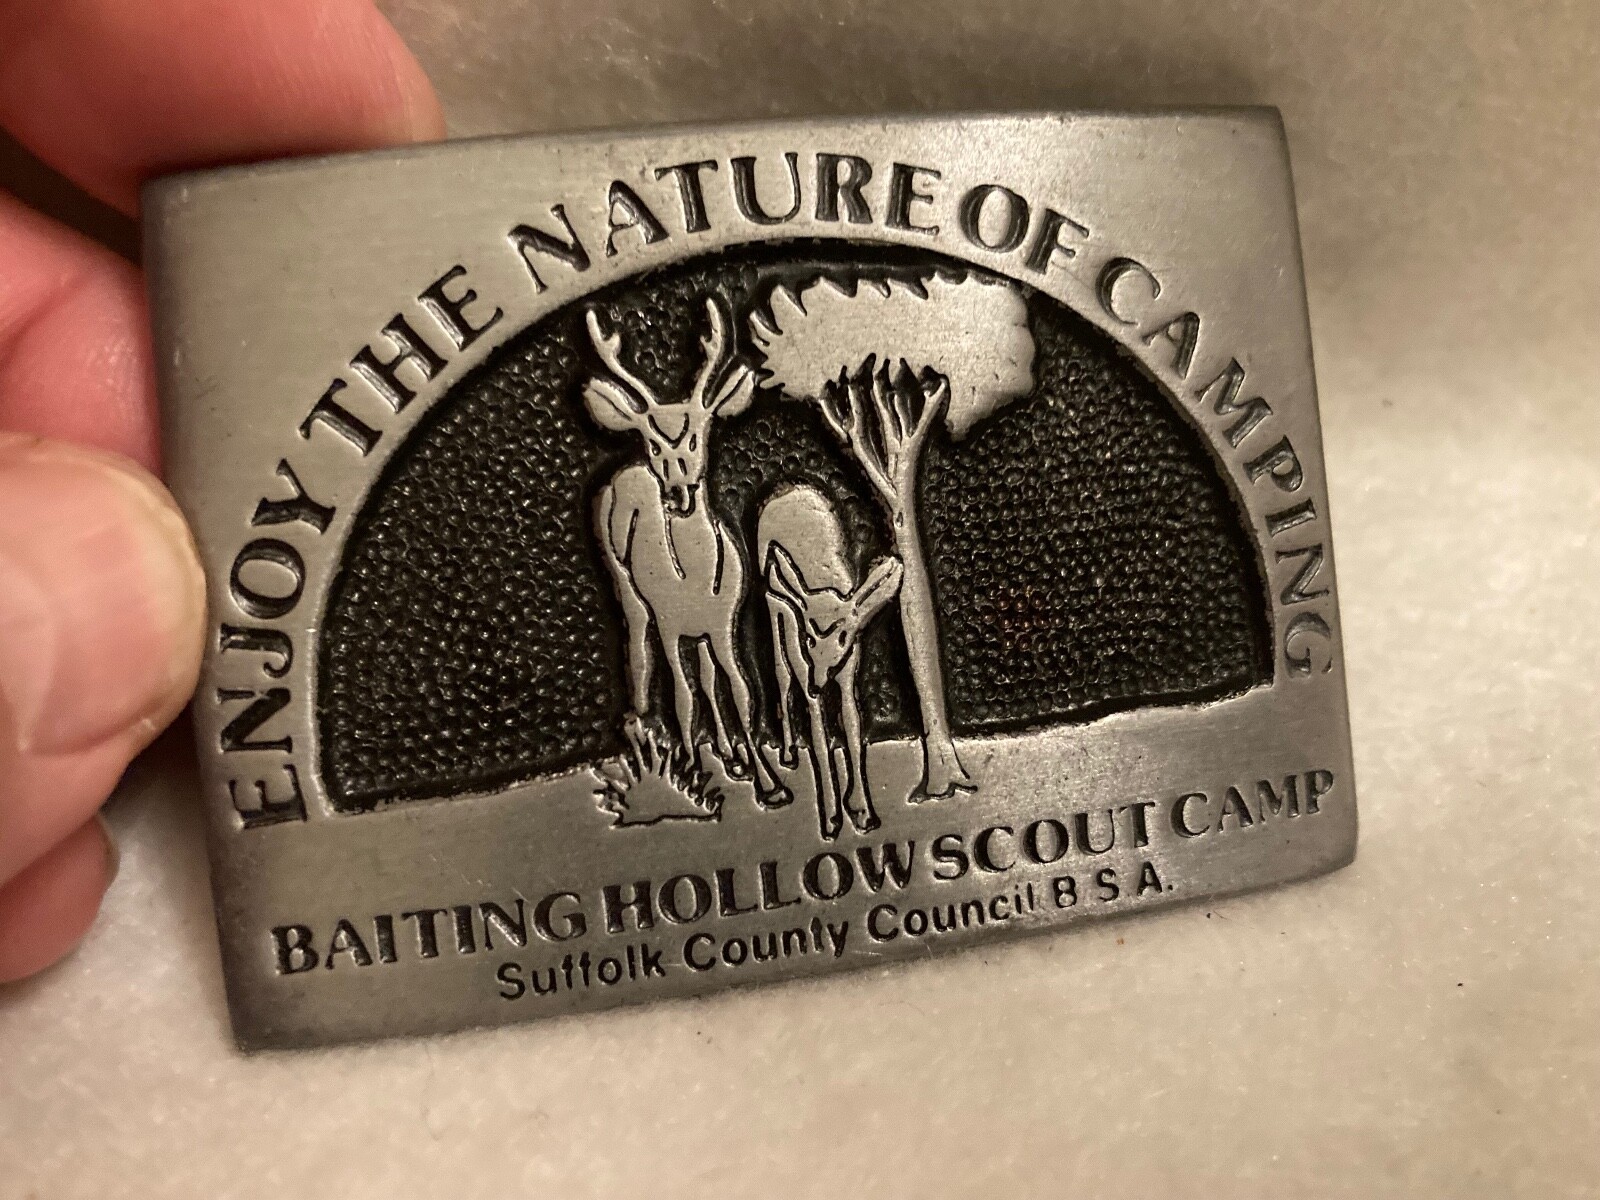 ENJOY THE NATURE OF CAMPING
BAITING HOLLOW SCOUT CAMP
Suffolk County Council B S A.